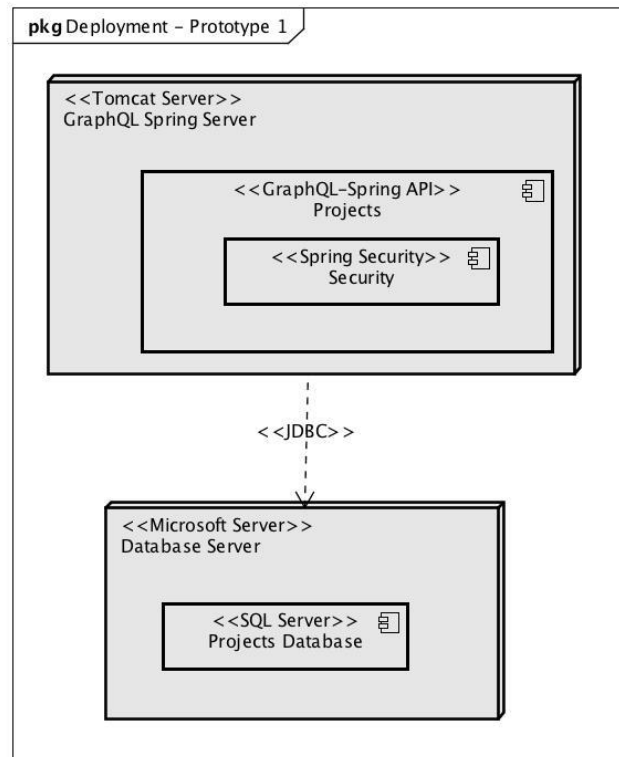 pkg Deployment – Prototype 1
<<Tomcat Server>>
GraphQL Spring Server
<<GraphQL-Spring API>>
Projects
<<Spring Security>>
Security
<<JDBC>>
<<Microsoft Server>>
Database Server
<<SQL Server>>
Projects Database